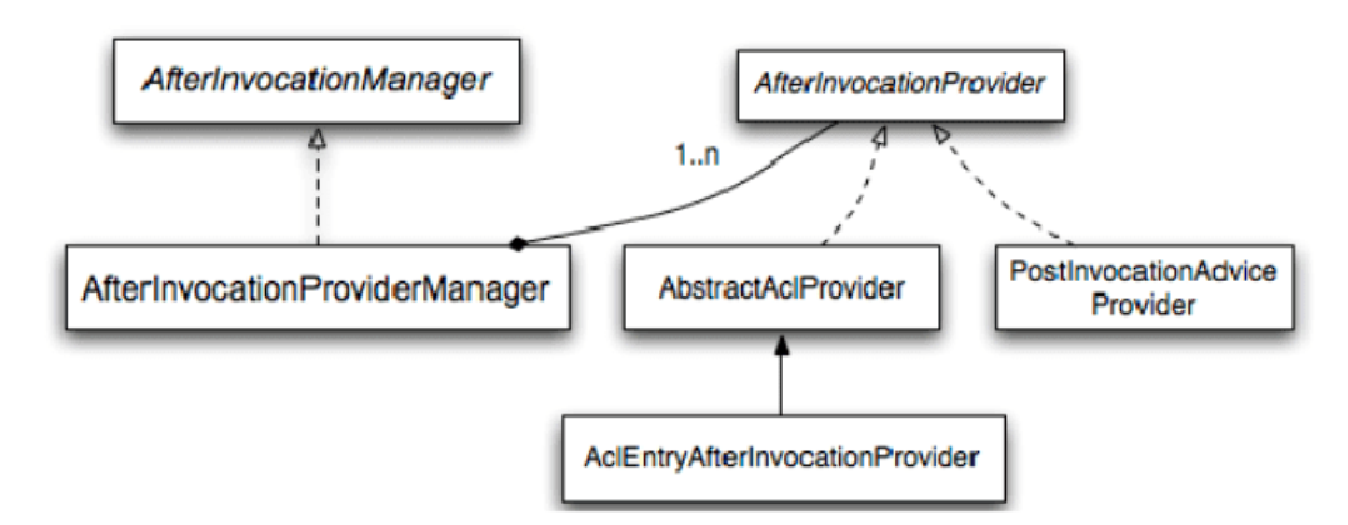 AfterInvocationManager
AfterInvocationProvider
1..n
AfterInvocationProviderManager
AbstractAclProvider
PostInvocationAdvice
Provider
AclEntryAfterInvocationProvider